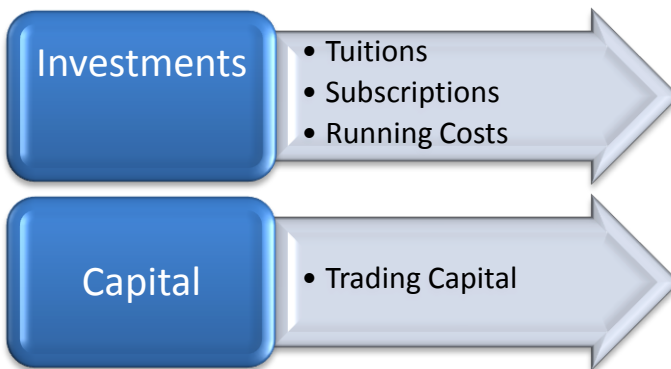 Investments
• Tuitions
• Subscriptions
• Running Costs
Capital
• Trading Capital